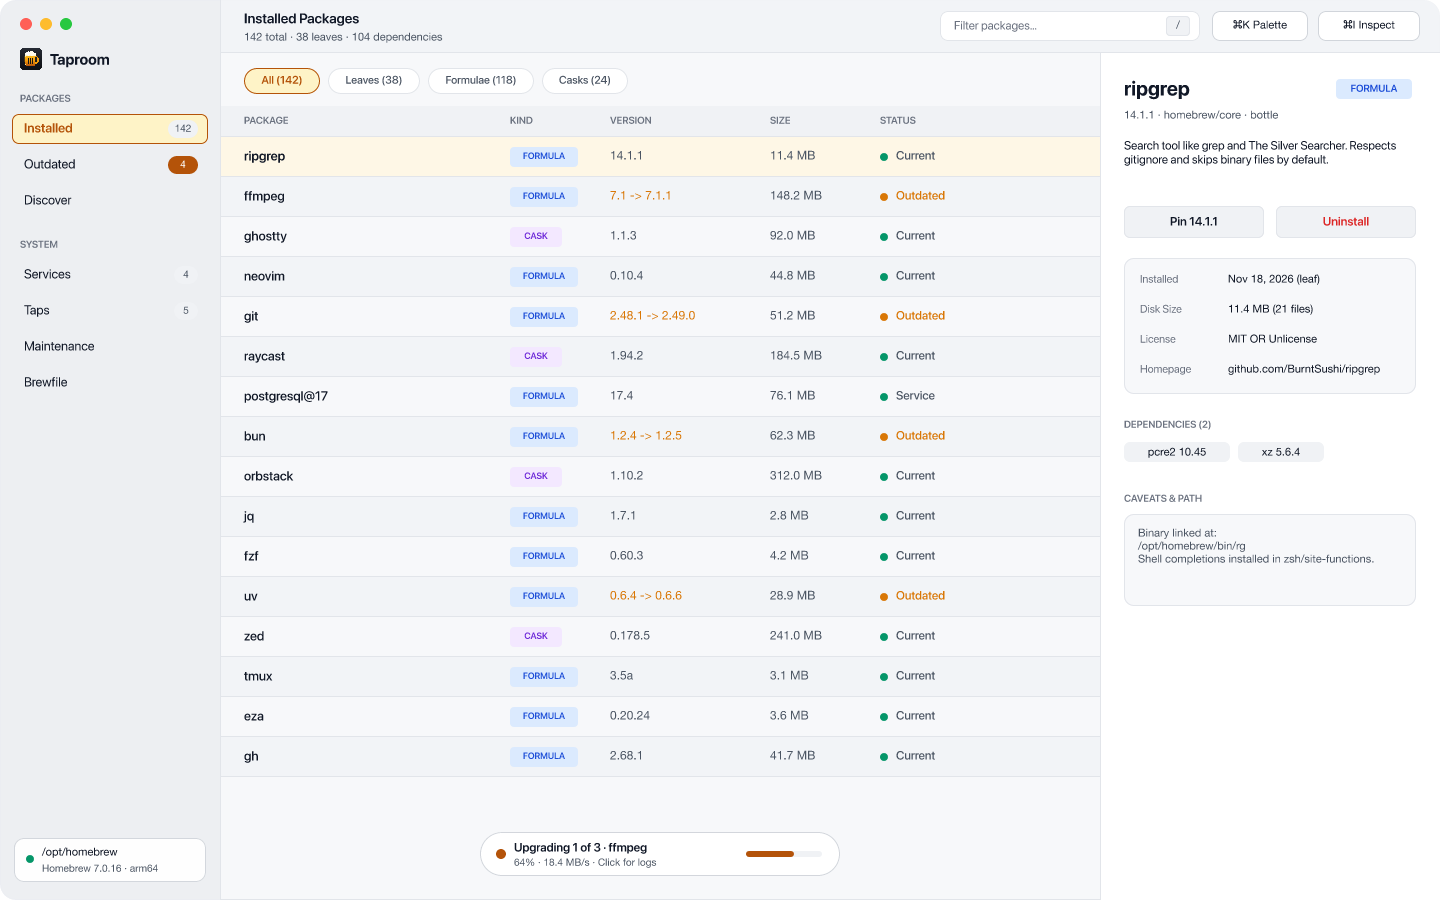 Taproom
PACKAGES
Installed 142
Outdated 4
Discover
SYSTEM
Services 4
Taps 5
Maintenance
Brewfile
/opt/homebrew
Homebrew 7.0.16 · arm64
Installed Packages
142 total · 38 leaves · 104 dependencies
Filter packages... /
⌘K Palette
⌘I Inspect
All (142)
Leaves (38)
Formulae (118)
Casks (24)
PACKAGE KIND VERSION SIZE STATUS
ripgrep FORMULA 14.1.1 11.4 MB Current
ffmpeg FORMULA 7.1 -> 7.1.1 148.2 MB Outdated
ghostty CASK 1.1.3 92.0 MB Current
neovim FORMULA 0.10.4 44.8 MB Current
git FORMULA 2.48.1 -> 2.49.0 51.2 MB Outdated
raycast CASK 1.94.2 184.5 MB Current
postgresql@17 FORMULA 17.4 76.1 MB Service
bun FORMULA 1.2.4 -> 1.2.5 62.3 MB Outdated
orbstack CASK 1.10.2 312.0 MB Current
jq FORMULA 1.7.1 2.8 MB Current
fzf FORMULA 0.60.3 4.2 MB Current
uv FORMULA 0.6.4 -> 0.6.6 28.9 MB Outdated
zed CASK 0.178.5 241.0 MB Current
tmux FORMULA 3.5a 3.1 MB Current
eza FORMULA 0.20.24 3.6 MB Current
gh FORMULA 2.68.1 41.7 MB Current
Upgrading 1 of 3 · ffmpeg
64% · 18.4 MB/s · Click for logs
ripgrep FORMULA
14.1.1 · homebrew/core · bottle
Search tool like grep and The Silver Searcher. Respects
gitignore and skips binary files by default.
Pin 14.1.1
Uninstall
Installed Nov 18, 2026 (leaf)
Disk Size 11.4 MB (21 files)
License MIT OR Unlicense
Homepage github.com/BurntSushi/ripgrep
DEPENDENCIES (2)
pcre2 10.45
xz 5.6.4
CAVEATS & PATH
Binary linked at:
/opt/homebrew/bin/rg
Shell completions installed in zsh/site-functions.